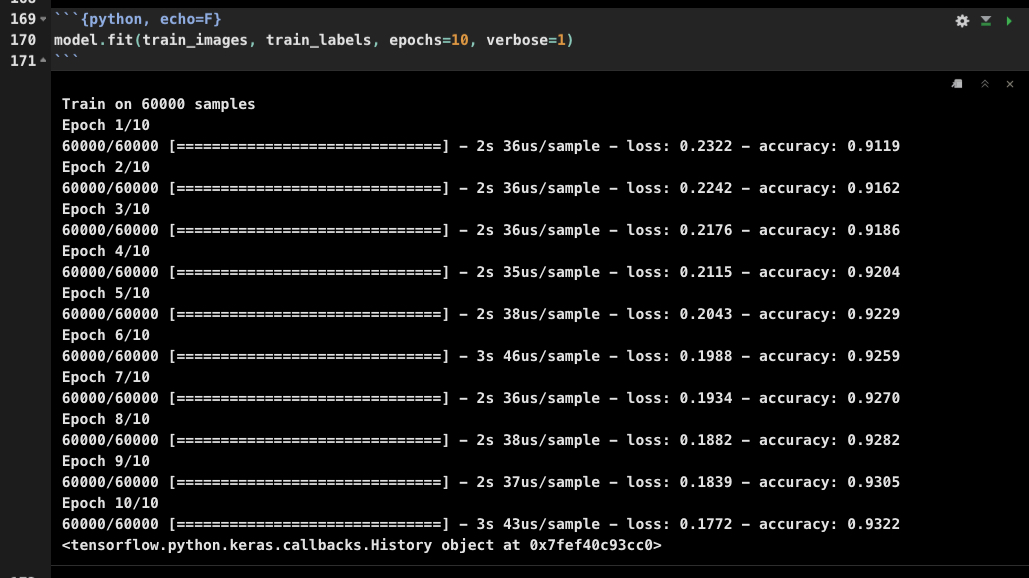 169 ```{python, echo=F}
170 model.fit(train_images, train_labels, epochs=10, verbose=1)
171 ```
Train on 60000 samples
Epoch 1/10
60000/60000 [==============================] - 2s 36us/sample - loss: 0.2322 - accuracy: 0.9119
Epoch 2/10
60000/60000 [==============================] - 2s 36us/sample - loss: 0.2242 - accuracy: 0.9162
Epoch 3/10
60000/60000 [==============================] - 2s 36us/sample - loss: 0.2176 - accuracy: 0.9186
Epoch 4/10
60000/60000 [==============================] - 2s 35us/sample - loss: 0.2115 - accuracy: 0.9204
Epoch 5/10
60000/60000 [==============================] - 2s 38us/sample - loss: 0.2043 - accuracy: 0.9229
Epoch 6/10
60000/60000 [==============================] - 3s 46us/sample - loss: 0.1988 - accuracy: 0.9259
Epoch 7/10
60000/60000 [==============================] - 2s 36us/sample - loss: 0.1934 - accuracy: 0.9270
Epoch 8/10
60000/60000 [==============================] - 2s 38us/sample - loss: 0.1882 - accuracy: 0.9282
Epoch 9/10
60000/60000 [==============================] - 2s 37us/sample - loss: 0.1839 - accuracy: 0.9305
Epoch 10/10
60000/60000 [==============================] - 3s 43us/sample - loss: 0.1772 - accuracy: 0.9322
<tensorflow.python.keras.callbacks.History object at 0x7fef40c93cc0>